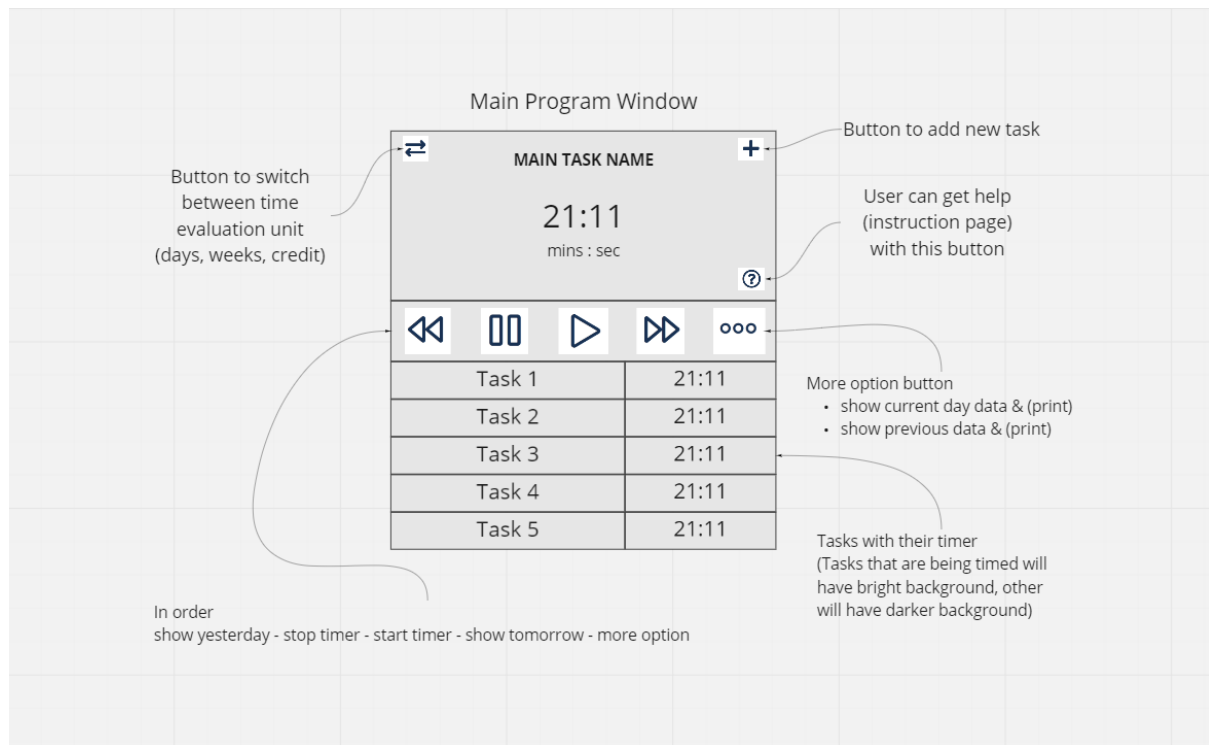 Main Program Window
Button to add new task
MAIN TASK NAME
Button to switch
between time
evaluation unit
(days, weeks, credit)
21:11
mins : sec
User can get help
(instruction page)
with this button
?
Task 1 21:11
Task 2 21:11
Task 3 21:11
Task 4 21:11
Task 5 21:11
More option button
• show current day data & (print)
• show previous data & (print)
Tasks with their timer
(Tasks that are being timed will
have bright background, other
will have darker background)
In order
show yesterday - stop timer - start timer - show tomorrow - more option